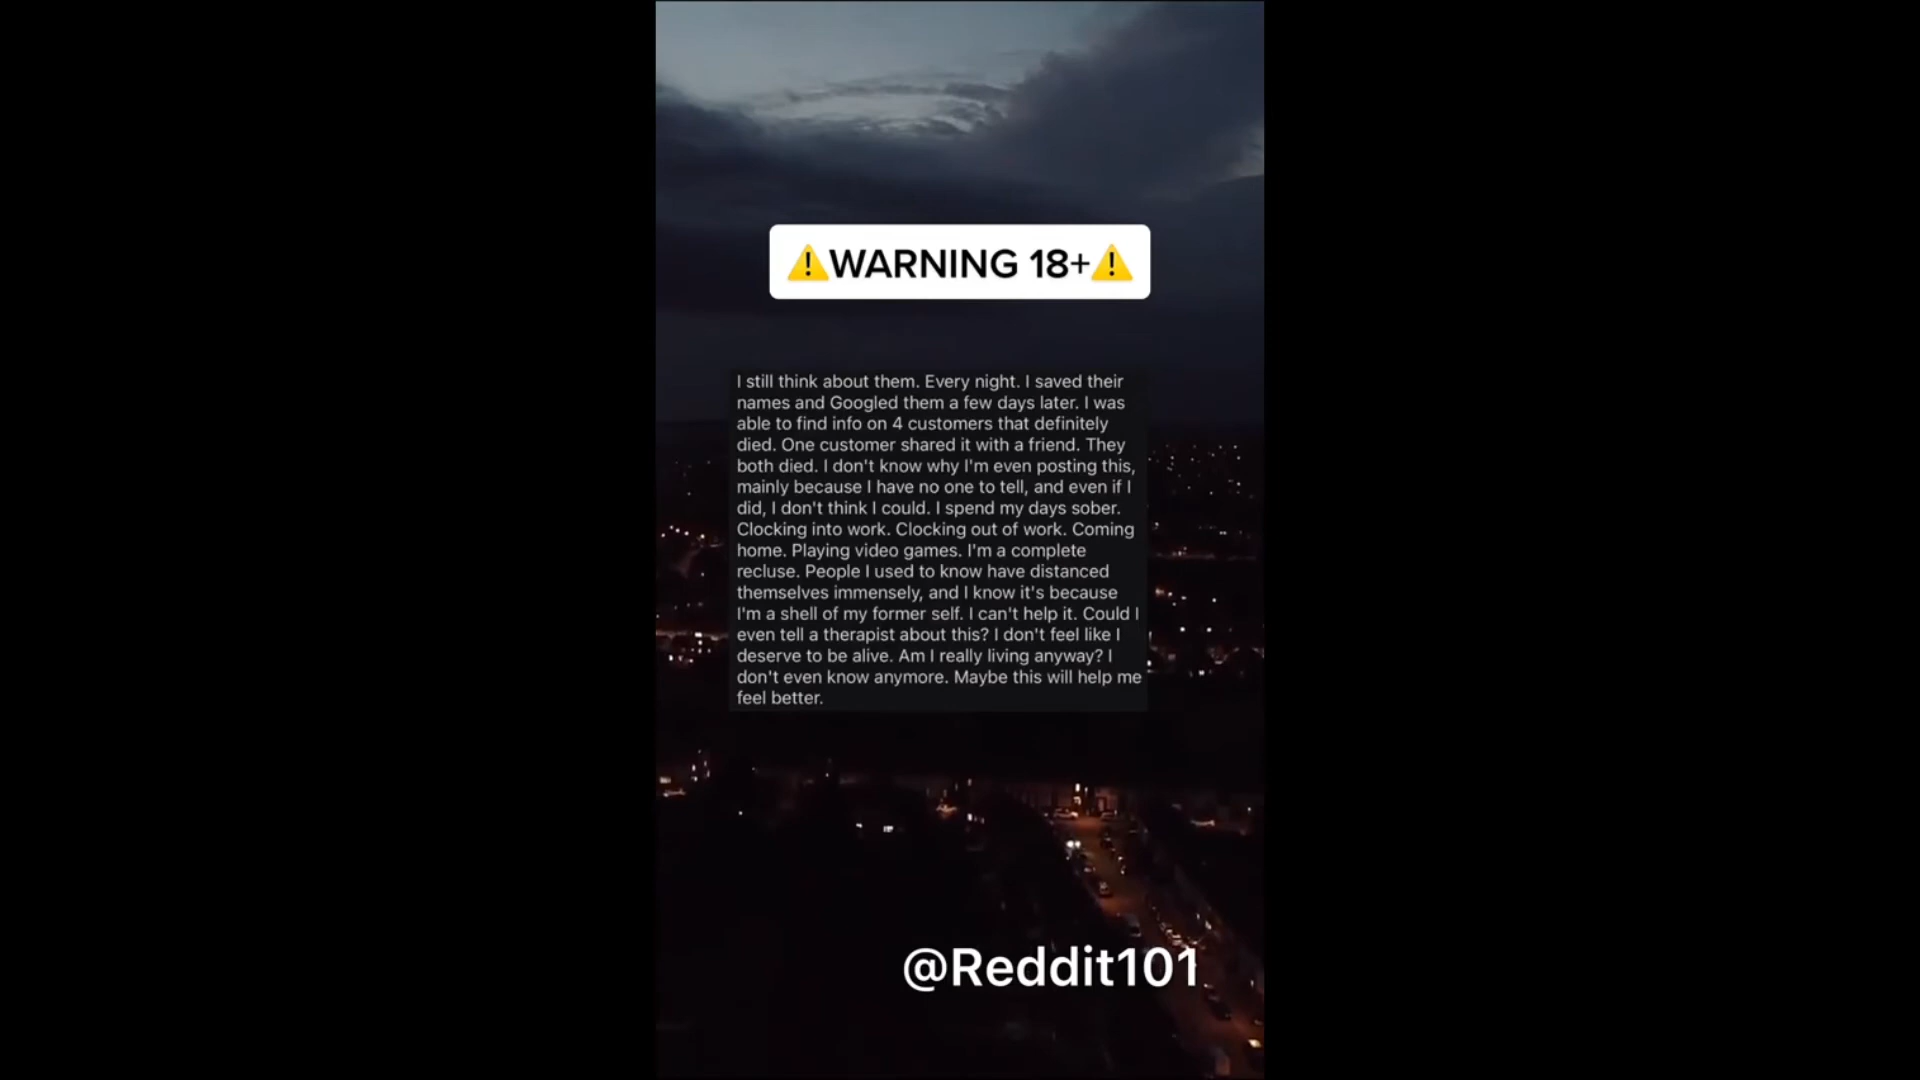 ⚠️WARNING 18+⚠️
I still think about them. Every night. I saved their
names and Googled them a few days later. I was
able to find info on 4 customers that definitely
died. One customer shared it with a friend. They
both died. I don't know why I'm even posting this,
mainly because I have no one to tell, and even if I
did, I don't think I could. I spend my days sober.
Clocking into work. Clocking out of work. Coming
home. Playing video games. I'm a complete
recluse. People I used to know have distanced
themselves immensely, and I know it's because
I'm a shell of my former self. I can't help it. Could I
even tell a therapist about this? I don't feel like I
deserve to be alive. Am I really living anyway? I
don't even know anymore. Maybe this will help me
feel better.
@Reddit101